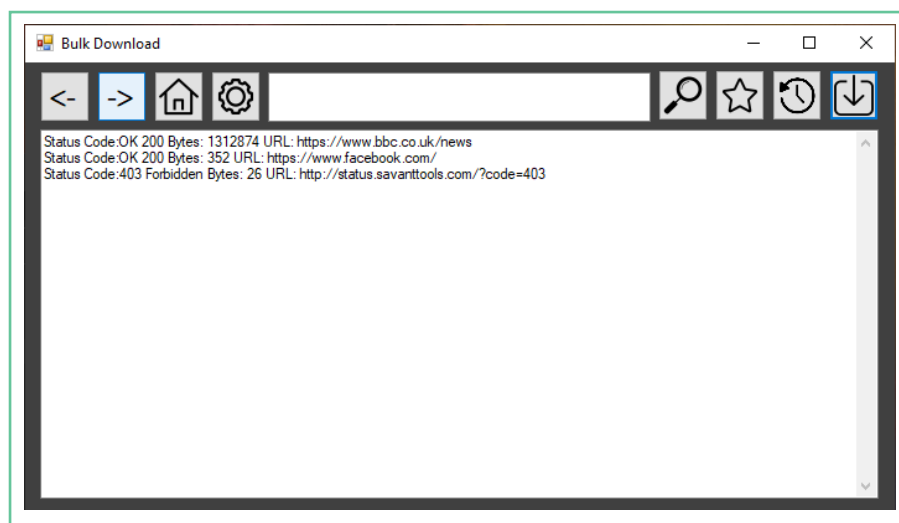 Bulk Download
<- ->
Status Code:OK 200 Bytes: 1312874 URL: https://www.bbc.co.uk/news
Status Code:OK 200 Bytes: 352 URL: https://www.facebook.com/
Status Code:403 Forbidden Bytes: 26 URL: http://status.savanttools.com/?code=403